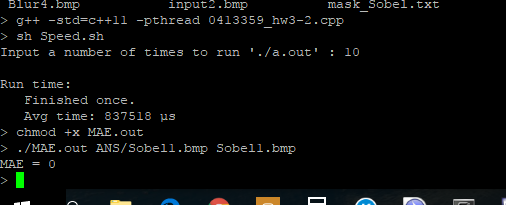 Blur4.bmp input2.bmp mask_Sobel.txt
> g++ -std=c++11 -pthread 0413359_hw3-2.cpp
> sh Speed.sh
Input a number of times to run './a.out' : 10
Run time:
Finished once.
Avg time: 837518 µs
> chmod +x MAE.out
> ./MAE.out ANS/Sobel1.bmp Sobel1.bmp
MAE = 0
>